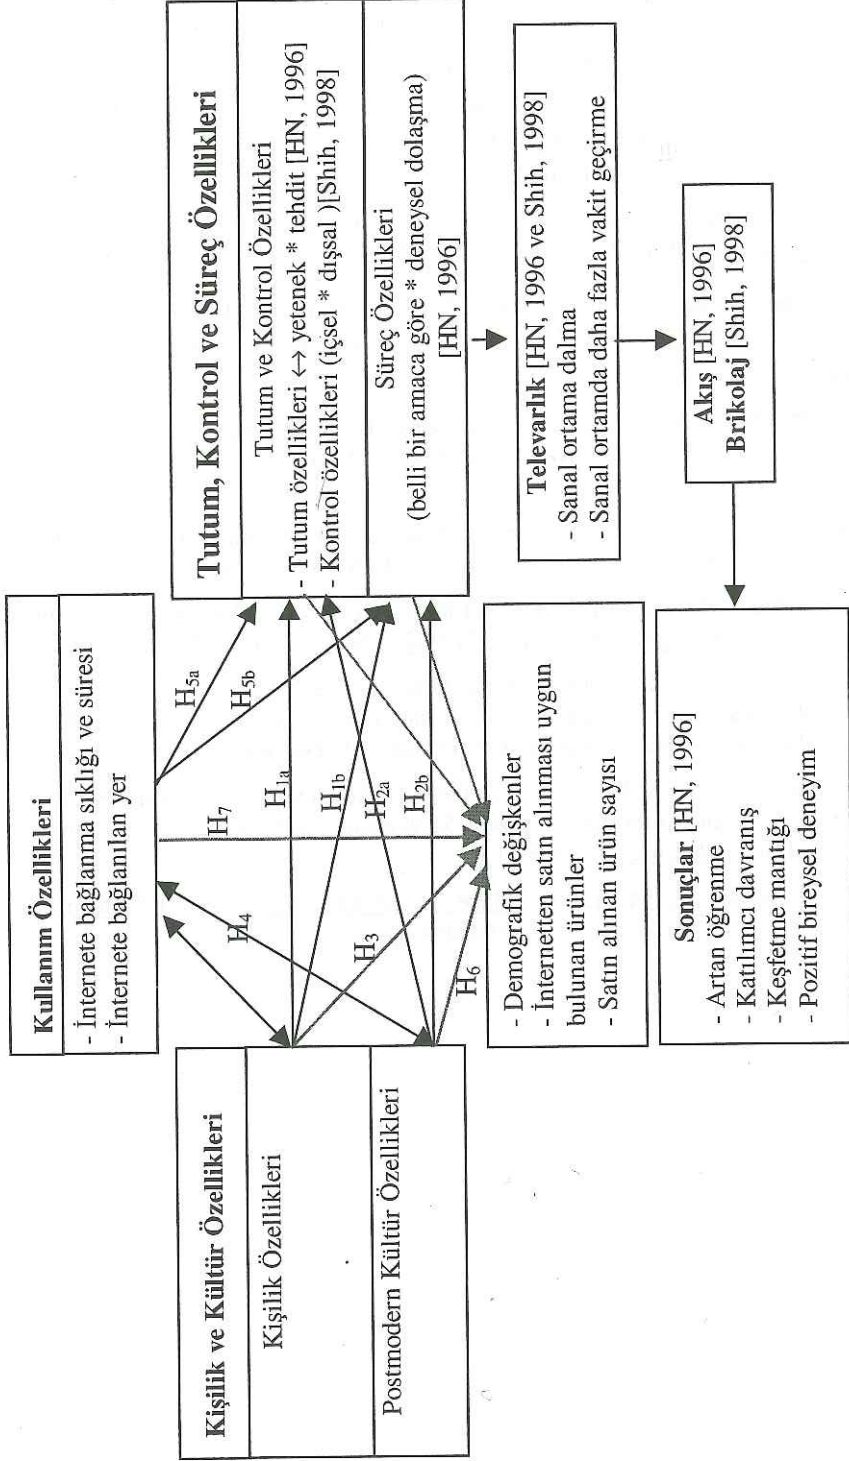 Kullanım Özellikleri
- İnternete bağlanma sıklığı ve süresi
- İnternete bağlanılan yer
Kişilik ve Kültür Özellikleri
Kişilik Özellikleri
Postmodern Kültür Özellikleri
H4
H7
H5a
H5b
H1a
H1b
H2a
H2b
H3
H6
Tutum, Kontrol ve Süreç Özellikleri
Tutum ve Kontrol Özellikleri
- Tutum özellikleri ↔ yetenek * tehdit [HN, 1996]
- Kontrol özellikleri (içsel * dışsal )[Shih, 1998]
Süreç Özellikleri
(belli bir amaca göre * deneysel dolaşma)
[HN, 1996]
- Demografik değişkenler
- İnternetten satın alınması uygun
bulunan ürünler
- Satın alınan ürün sayısı
Televarlık [HN, 1996 ve Shih, 1998]
- Sanal ortama dalma
- Sanal ortamda daha fazla vakit geçirme
Sonuçlar [HN, 1996]
- Artan öğrenme
- Katılımcı davranış
- Keşfetme mantığı
- Pozitif bireysel deneyim
Akış [HN, 1996]
Brikolaj [Shih, 1998]